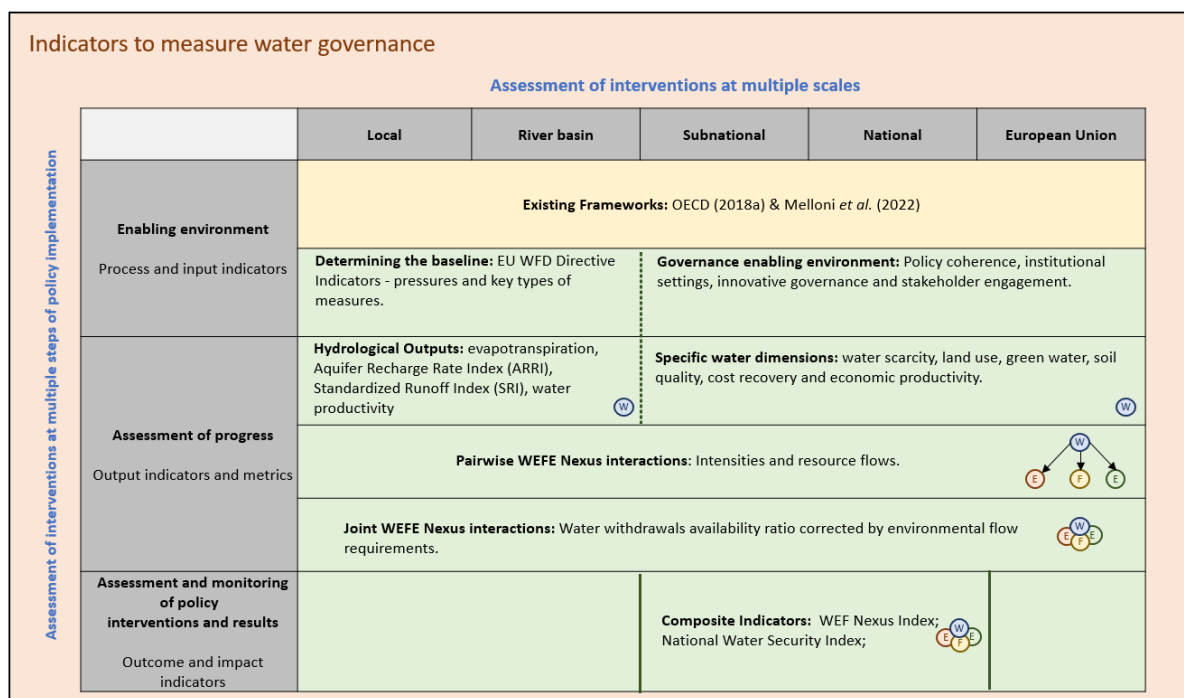 Indicators to measure water governance
Assessment of interventions at multiple scales
Assessment of interventions at multiple steps of policy implementation
Local
River basin
Subnational
National
European Union
Enabling environment
Process and input indicators
Existing Frameworks: OECD (2018a) & Melloni et al. (2022)
Determining the baseline: EU WFD Directive
Indicators - pressures and key types of
measures.
Governance enabling environment: Policy coherence, institutional
settings, innovative governance and stakeholder engagement.
Assessment of progress
Output indicators and metrics
Hydrological Outputs: evapotranspiration,
Aquifer Recharge Rate Index (ARRI),
Standardized Runoff Index (SRI), water
productivity
W
Specific water dimensions: water scarcity, land use, green water, soil
quality, cost recovery and economic productivity.
W
Pairwise WEFE Nexus interactions: Intensities and resource flows.
W
E
F
E
Joint WEFE Nexus interactions: Water withdrawals availability ratio corrected by environmental flow
requirements.
W
E
F
E
Assessment and monitoring
of policy
interventions and results
Outcome and impact
indicators
Composite Indicators: WEF Nexus Index;
National Water Security Index;
W
E
F
E